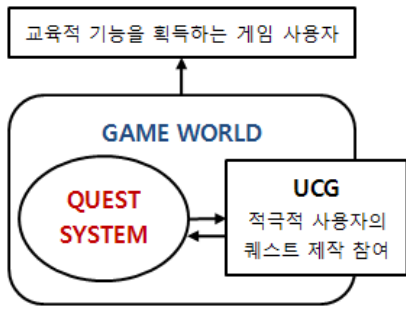 교육적 기능을 획득하는 게임 사용자
GAME WORLD
QUEST
SYSTEM
UCG
적극적 사용자의
퀘스트 제작 참여